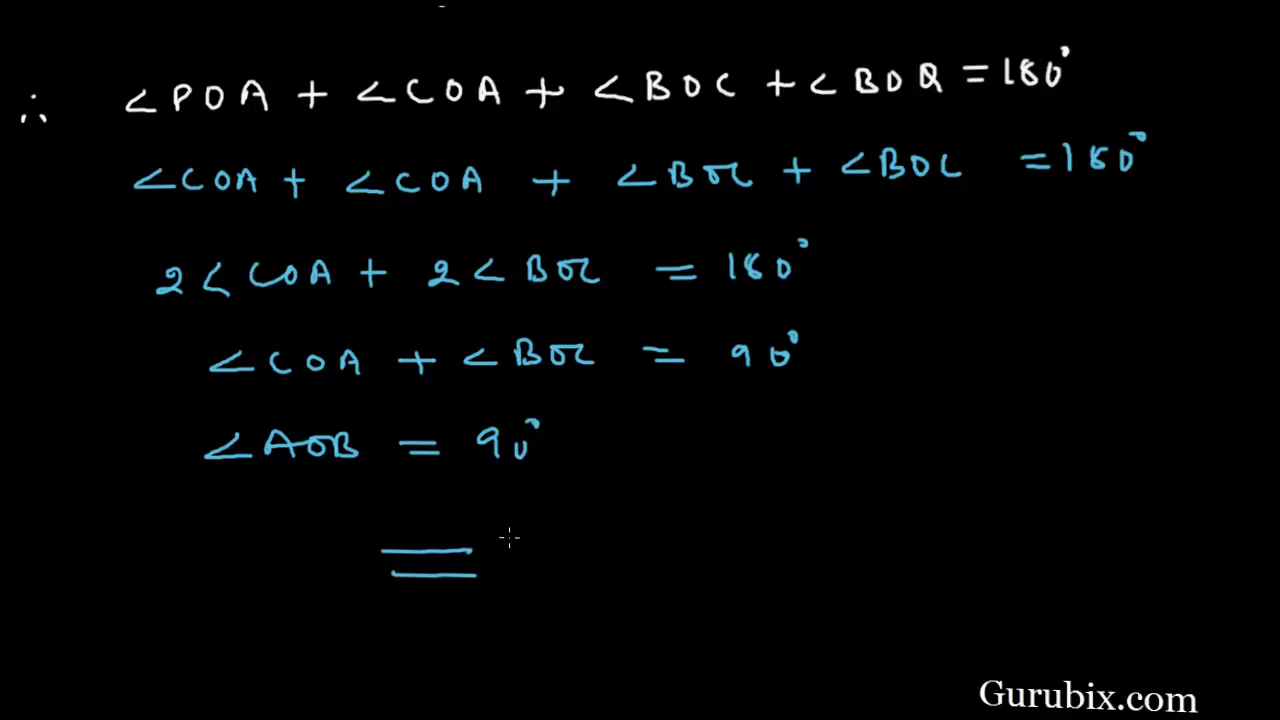 ∴ ∠POA + ∠COA + ∠BOC + ∠BOQ = 180°
∠COA + ∠COA + ∠BOC + ∠BOC = 180°
2∠COA + 2∠BOC = 180°
∠COA + ∠BOC = 90°
∠AOB = 90°
Gurubix.com